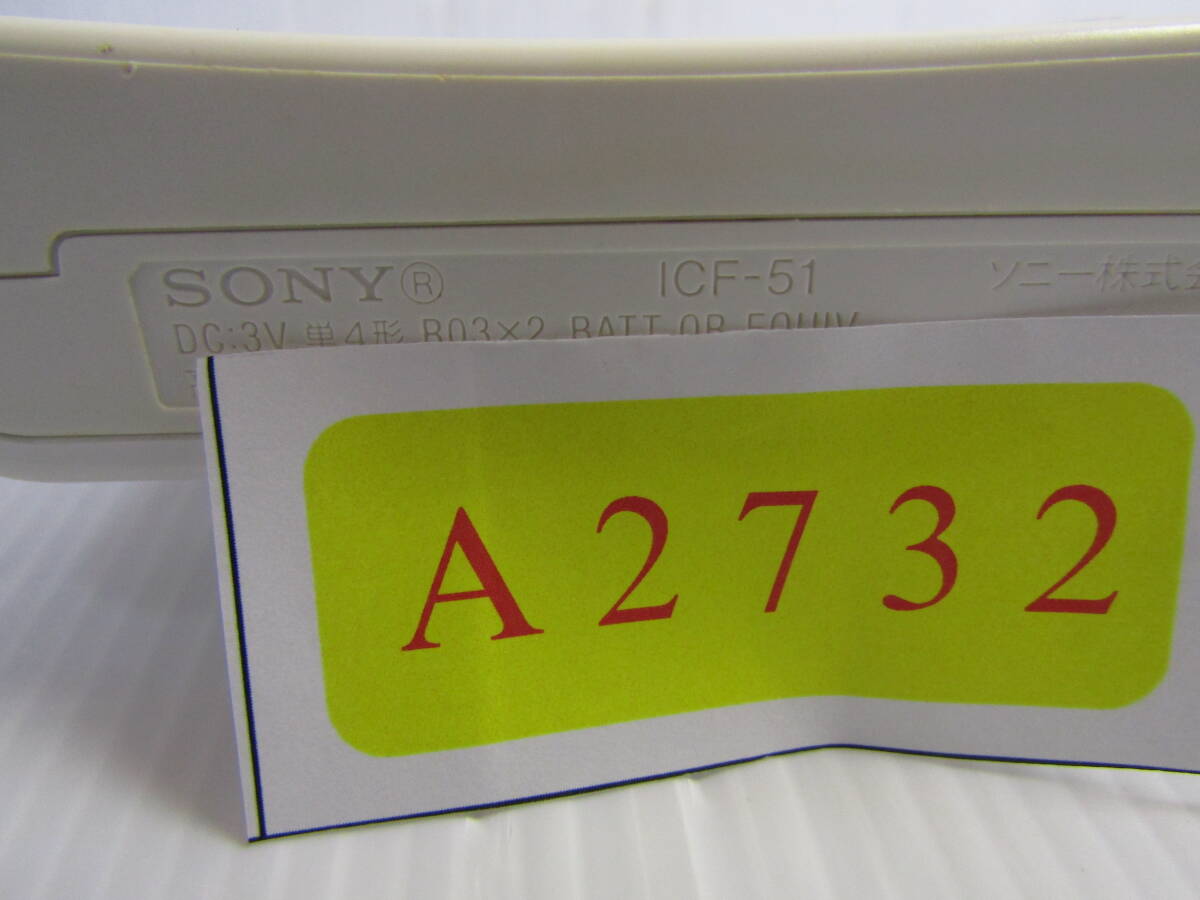 SONY® ICF-51 ソニー株式会
DC:3V 単4形 R03×2 BATT OR EQUIV
A2732